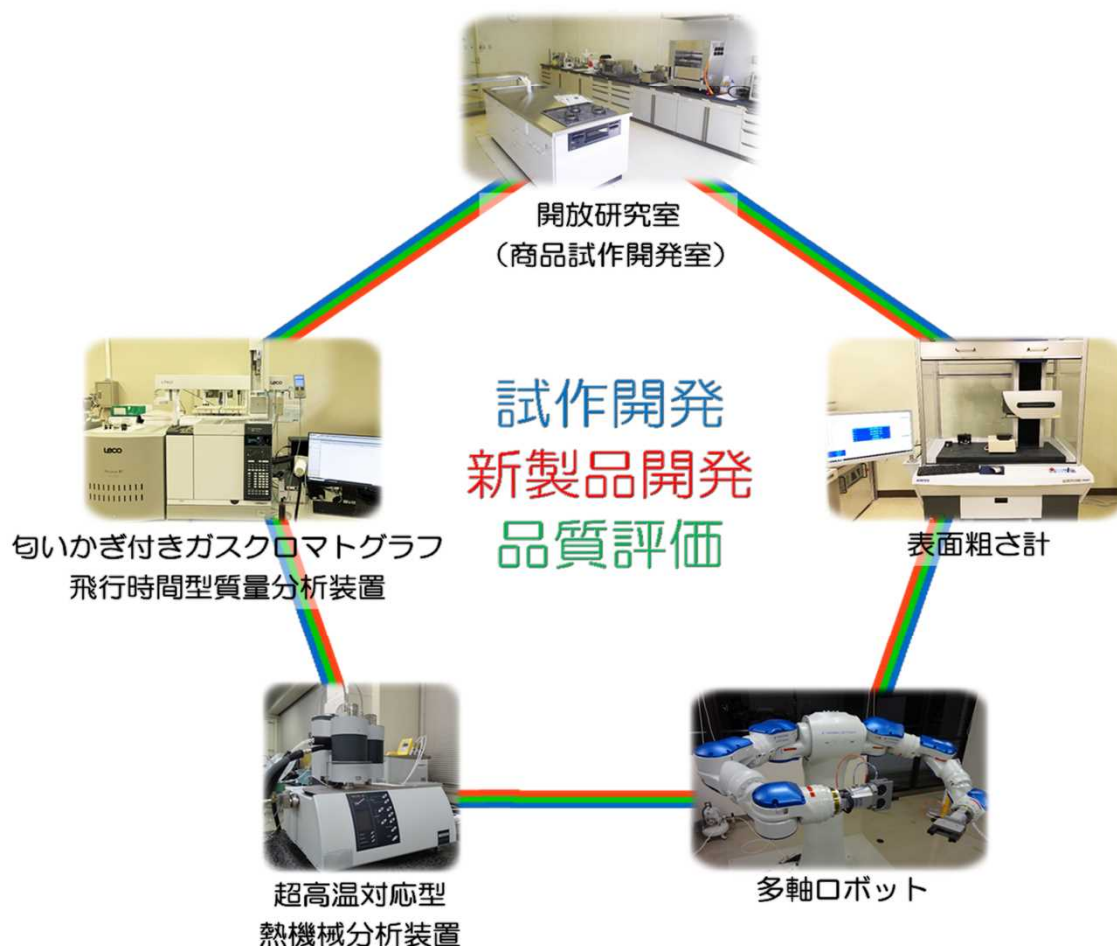 開放研究室
(商品試作開発室)
試作開発
新製品開発
品質評価
LECO
匂いかぎ付きガスクロマトグラフ
飛行時間型質量分析装置
表面粗さ計
超高温対応型
熱機械分析装置
多軸ロボット